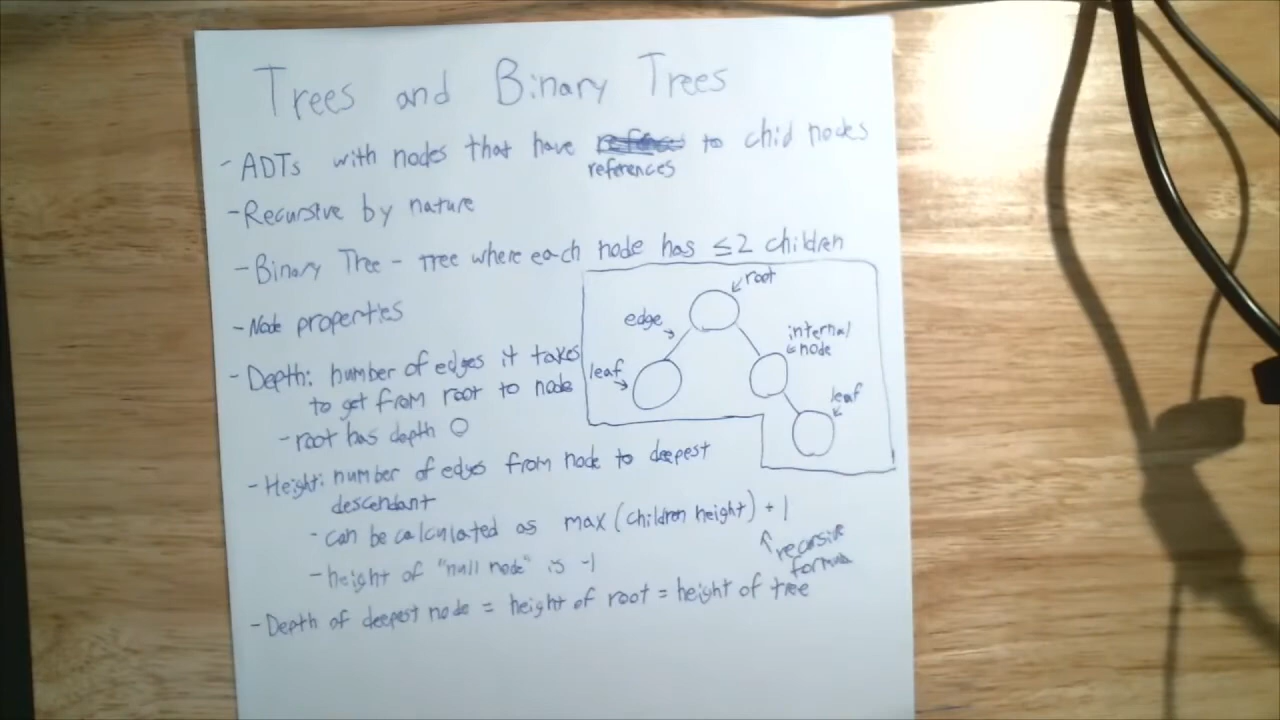 Trees and Binary Trees
- ADTs with nodes that have references to chid nodes
- Recursive by nature
- Binary Tree - Tree where each node has ≤2 children
- Node properties
- Depth: number of edges it takes
to get from root to node
- root has depth 0
- Height: number of edges from node to deepest
descendant
- can be calculated as max (children height) + 1
↑ recursive
formula
- height of "null node" is -1
- Depth of deepest node = height of root = height of tree
root
edge
internal
node
leaf
leaf